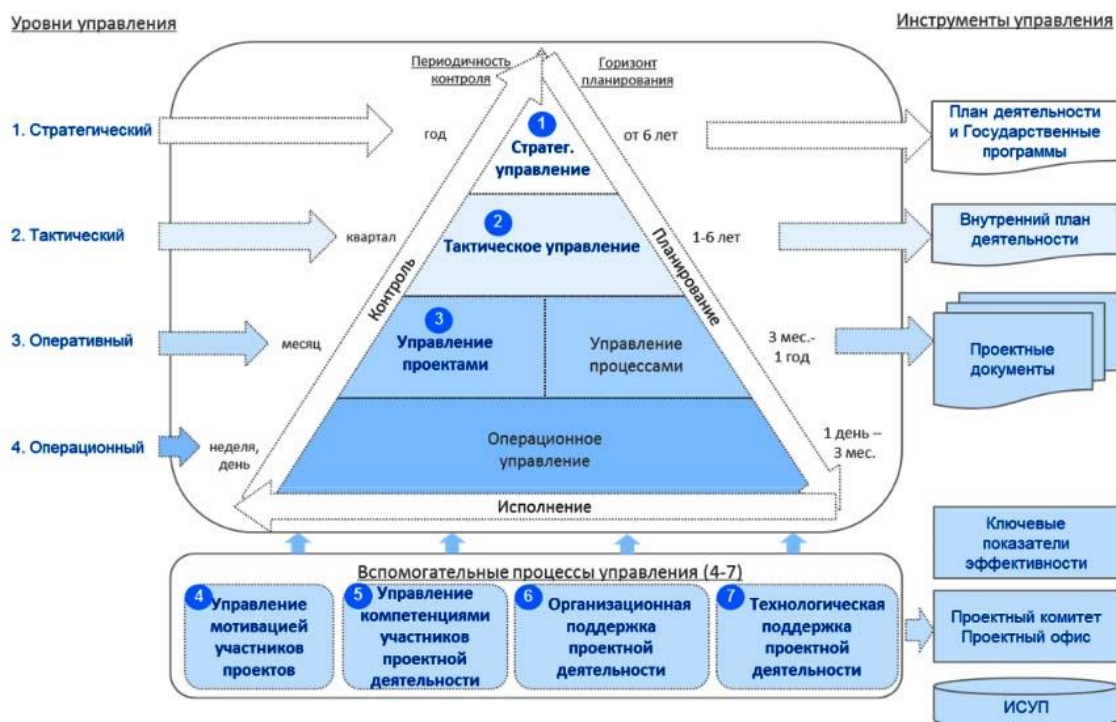 Уровни управления
Инструменты управления
Периодичность
контроля
Горизонт
планирования
1. Стратегический
год
1
Стратег.
управление
от 6 лет
План деятельности
и Государственные
программы
2. Тактический
квартал
2
Тактическое управление
1-6 лет
Внутренний план
деятельности
Контроль
Планирование
3. Оперативный
месяц
3
Управление
проектами
Управление
процессами
3 мес.-
1 год
Проектные
документы
4. Операционный
неделя,
день
Операционное
управление
1 день –
3 мес.
Исполнение
Ключевые
показатели
эффективности
Вспомогательные процессы управления (4-7)
4
Управление
мотивацией
участников
проектов
5
Управление
компетенциями
участников
проектной
деятельности
6
Организационная
поддержка
проектной
деятельности
7
Технологическая
поддержка
проектной
деятельности
Проектный комитет
Проектный офис
ИСУП